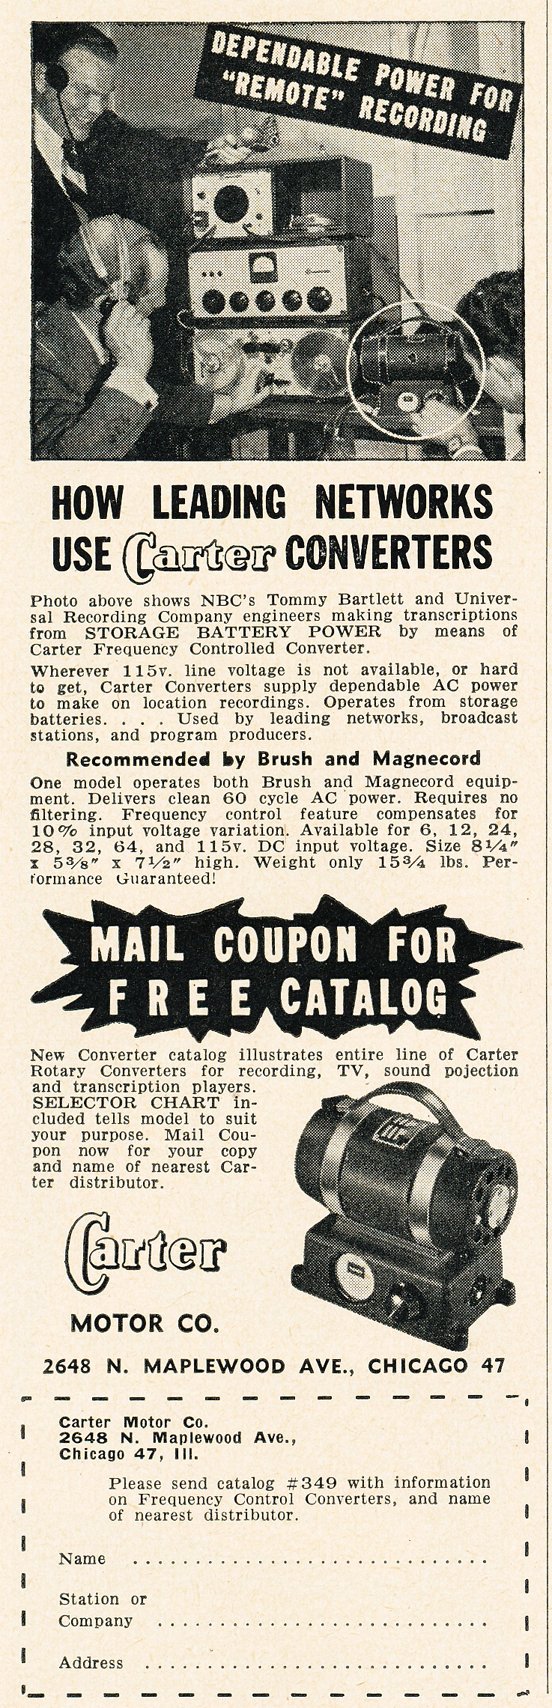 DEPENDABLE POWER FOR
"REMOTE" RECORDING
HOW LEADING NETWORKS
USE Carter CONVERTERS
Photo above shows NBC's Tommy Bartlett and Univer-
sal Recording Company engineers making transcriptions
from STORAGE BATTERY POWER by means of
Carter Frequency Controlled Converter.
Wherever 115v. line voltage is not available, or hard
to get, Carter Converters supply dependable AC power
to make on location recordings. Operates from storage
batteries. . . . Used by leading networks, broadcast
stations, and program producers.
Recommended by Brush and Magnecord
One model operates both Brush and Magnecord equip-
ment. Delivers clean 60 cycle AC power. Requires no
filtering. Frequency control feature compensates for
10% input voltage variation. Available for 6, 12, 24,
28, 32, 64, and 115v. DC input voltage. Size 8¼"
x 5⅜" x 7½" high. Weight only 15¾ lbs. Per-
formance Guaranteed!
MAIL COUPON FOR
FREE CATALOG
New Converter catalog illustrates entire line of Carter
Rotary Converters for recording, TV, sound pojection
and transcription players.
SELECTOR CHART in-
cluded tells model to suit
your purpose. Mail Cou-
pon now for your copy
and name of nearest Car-
ter distributor.
Carter
MOTOR CO.
2648 N. MAPLEWOOD AVE., CHICAGO 47
Carter Motor Co.
2648 N. Maplewood Ave.,
Chicago 47, Ill.
Please send catalog #349 with information
on Frequency Control Converters, and name
of nearest distributor.
Name ..............................
Station or
Company ............................
Address .............................